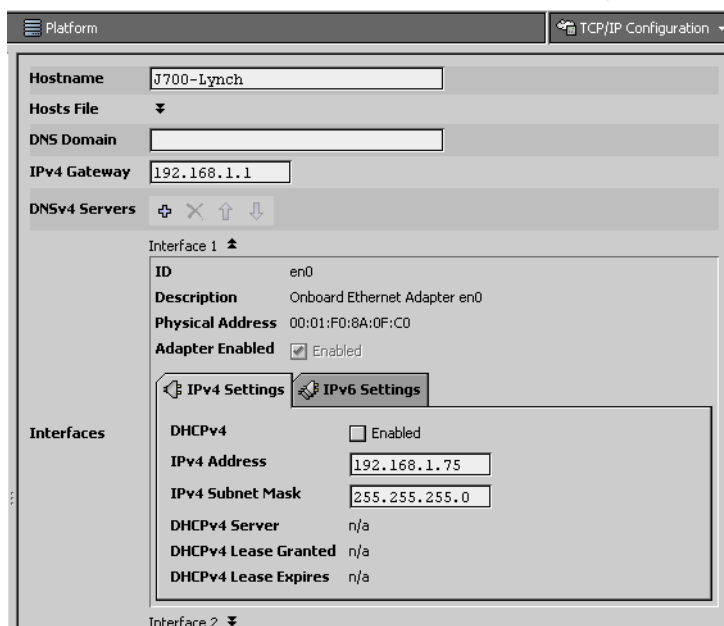 Platform TCP/IP Configuration
Hostname J700-Lynch
Hosts File
DNS Domain
IPv4 Gateway 192.168.1.1
DNSv4 Servers
Interface 1
ID en0
Description Onboard Ethernet Adapter en0
Physical Address 00:01:F0:8A:0F:C0
Adapter Enabled Enabled
IPv4 Settings IPv6 Settings
Interfaces DHCPv4 Enabled
IPv4 Address 192.168.1.75
IPv4 Subnet Mask 255.255.255.0
DHCPv4 Server n/a
DHCPv4 Lease Granted n/a
DHCPv4 Lease Expires n/a
Interface 2